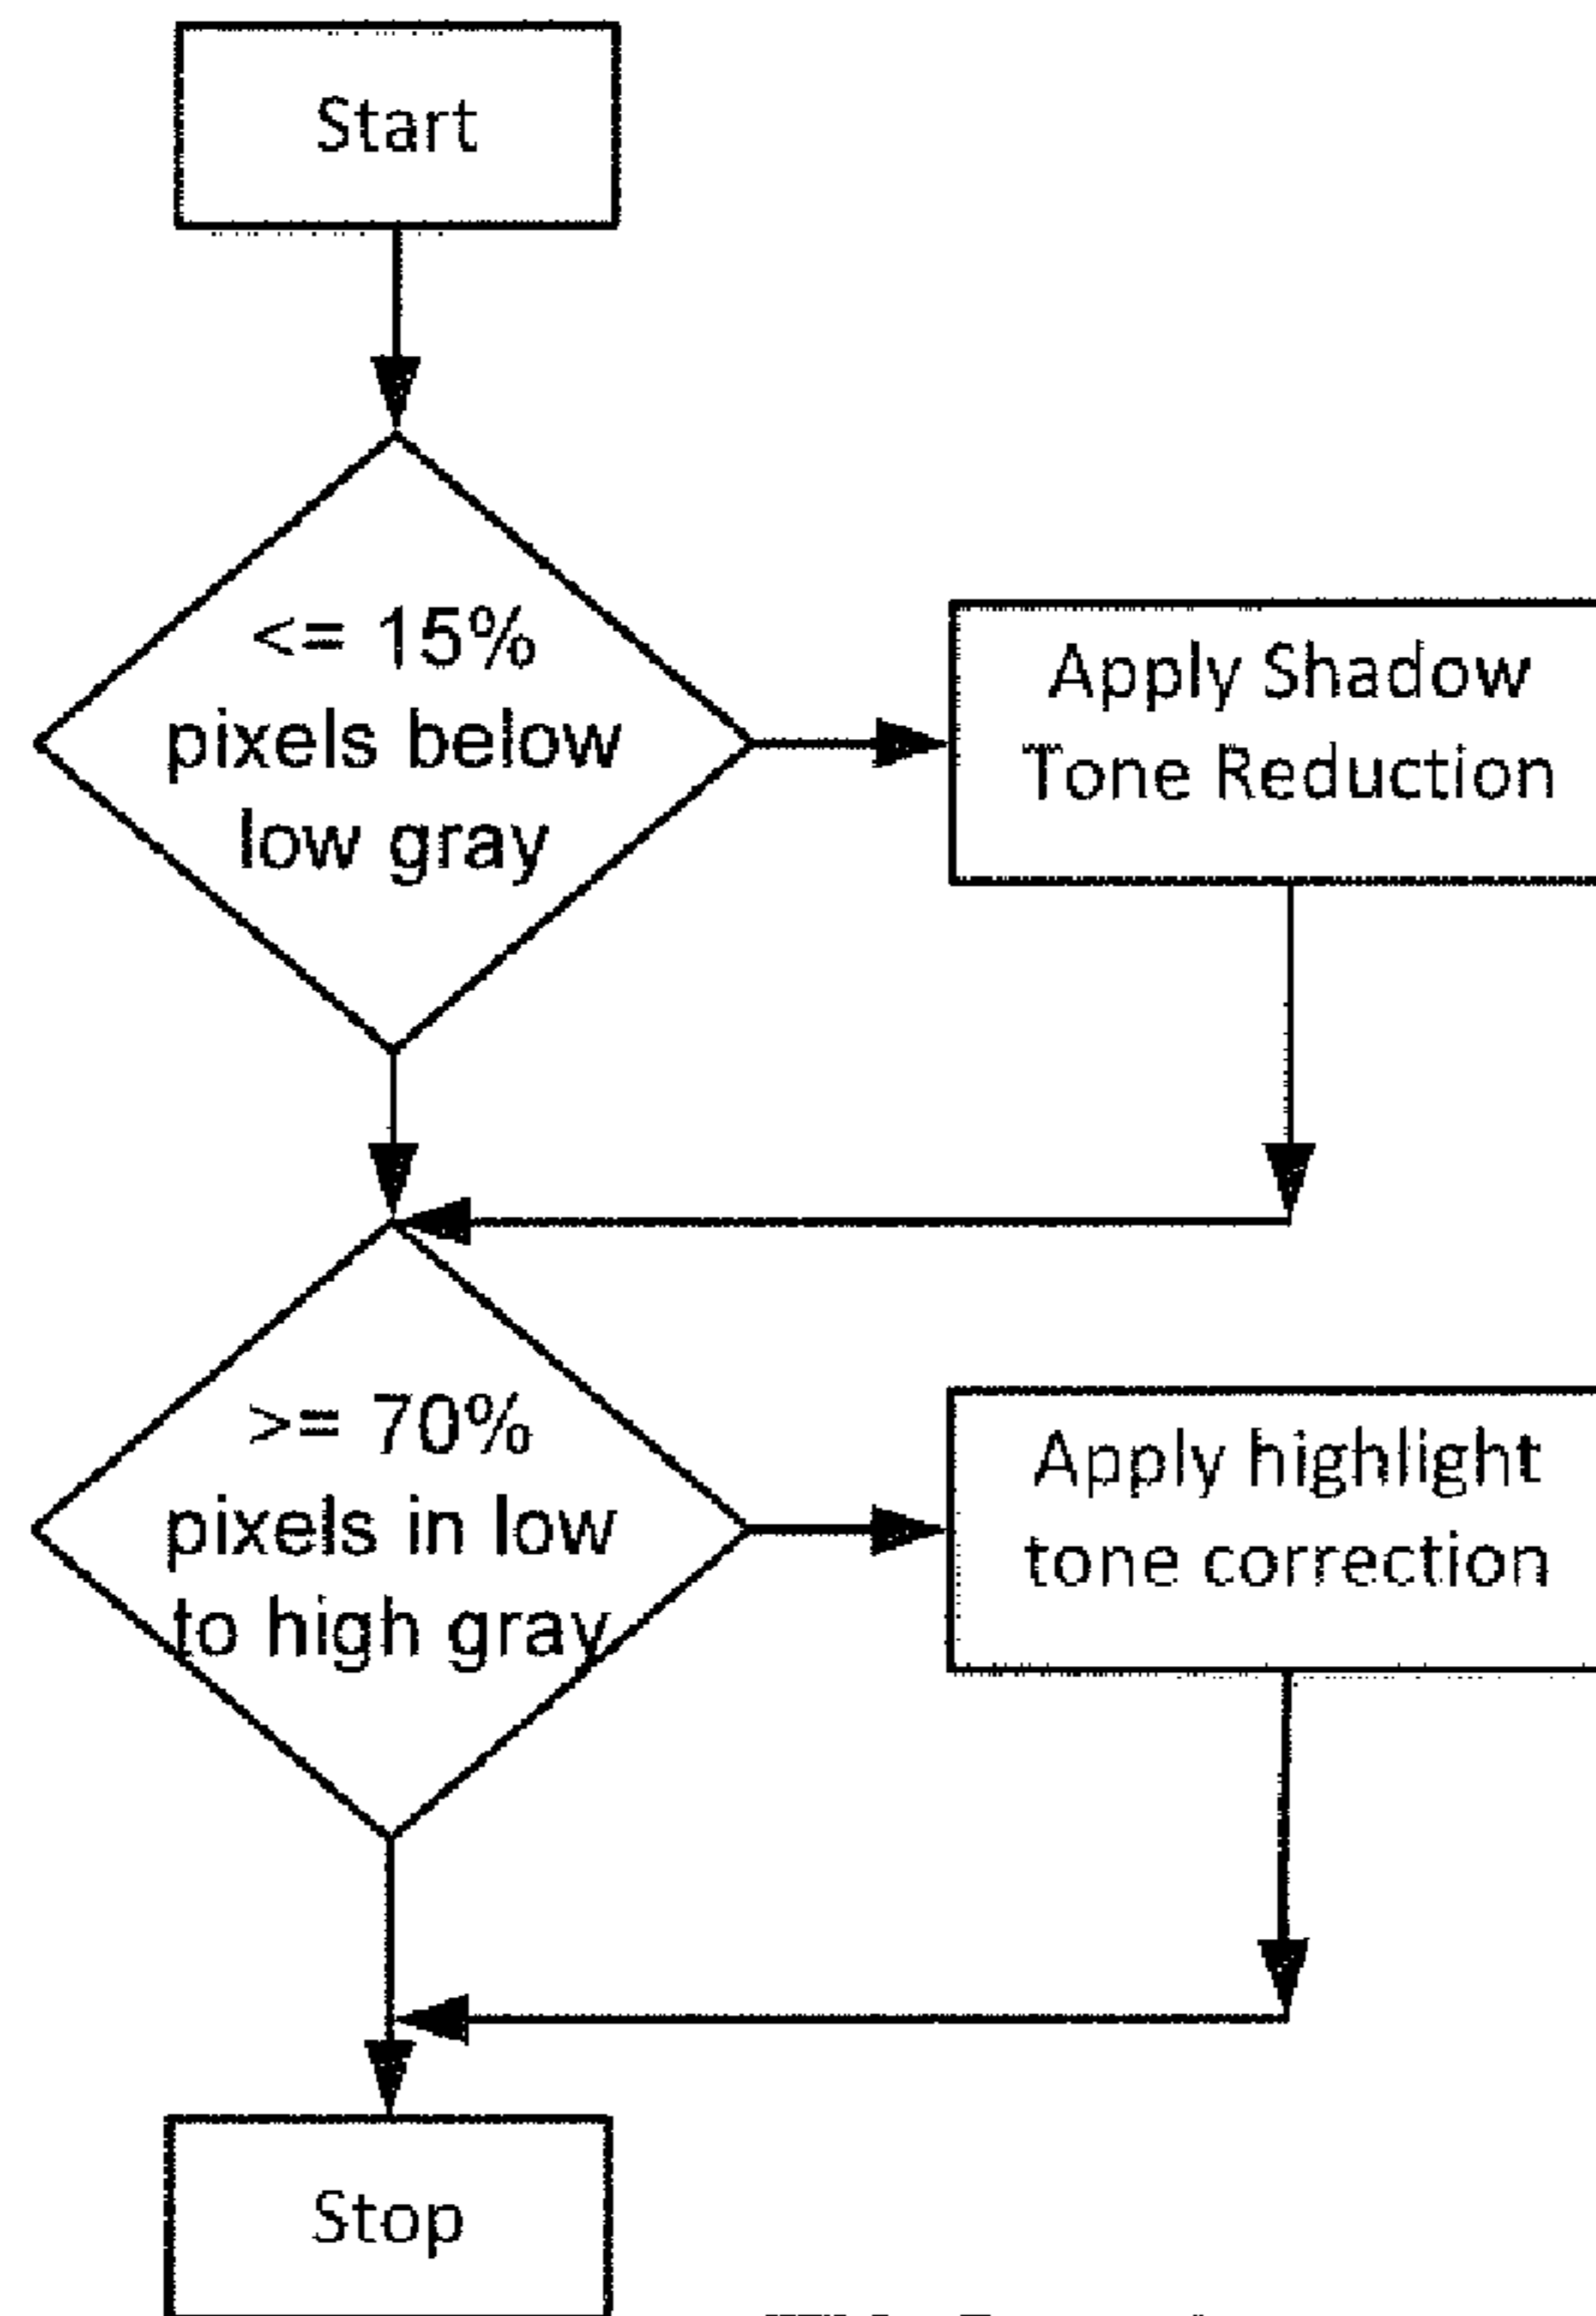 Start
<= 15%
pixels below
low gray
Apply Shadow
Tone Reduction
>= 70%
pixels in low
to high gray
Apply highlight
tone correction
Stop